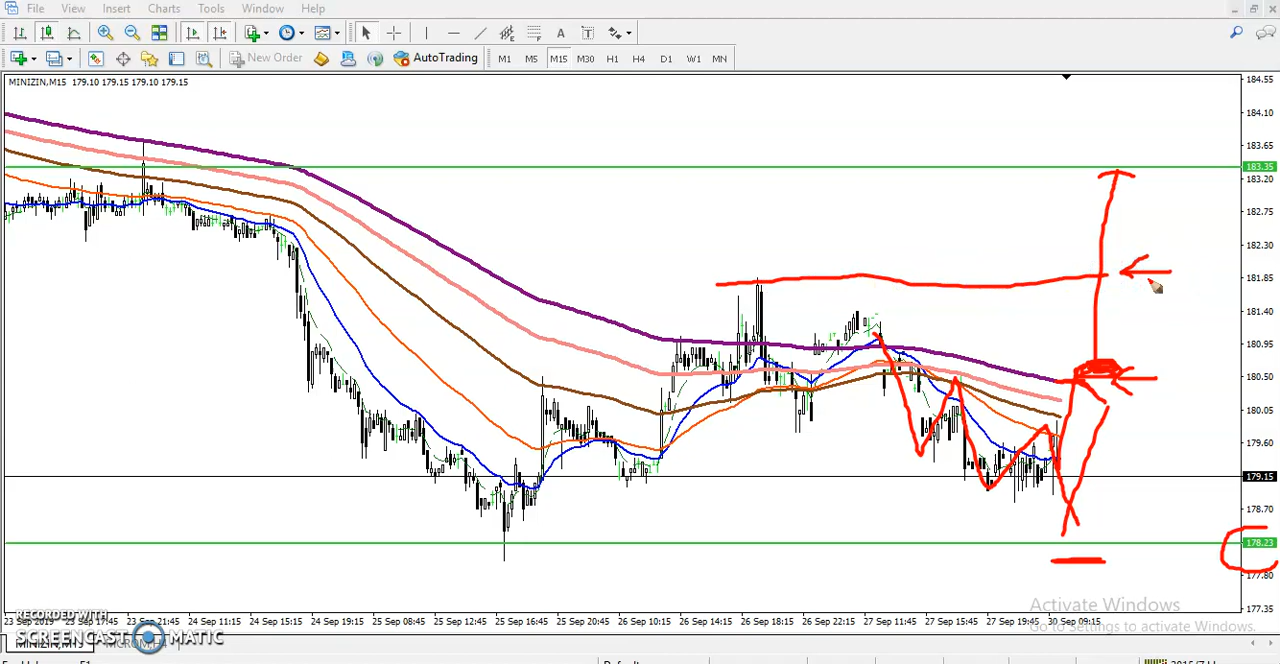 File View Insert Charts Tools Window Help
New Order AutoTrading M1 M5 M15 M30 H1 H4 D1 W1 MN
MINIZIN,M15 179.10 179.15 179.10 179.15
184.55
184.10
183.65
183.35
183.20
182.75
182.30
181.85
181.40
180.95
180.50
180.05
179.60
179.15
178.70
178.23
177.80
177.35
Activate Windows
Go to Settings to activate Windows.
RECORDED WITH
SCREENCAST MATIC
23 Sep 2019 23 Sep 17:45 23 Sep 21:45 24 Sep 11:15 24 Sep 15:15 24 Sep 19:15 25 Sep 08:45 25 Sep 12:45 25 Sep 16:45 25 Sep 20:45 26 Sep 10:15 26 Sep 14:15 26 Sep 18:15 26 Sep 22:15 27 Sep 11:45 27 Sep 15:45 27 Sep 19:45 30 Sep 09:15
MINIZIN,M15 MCROM,H4